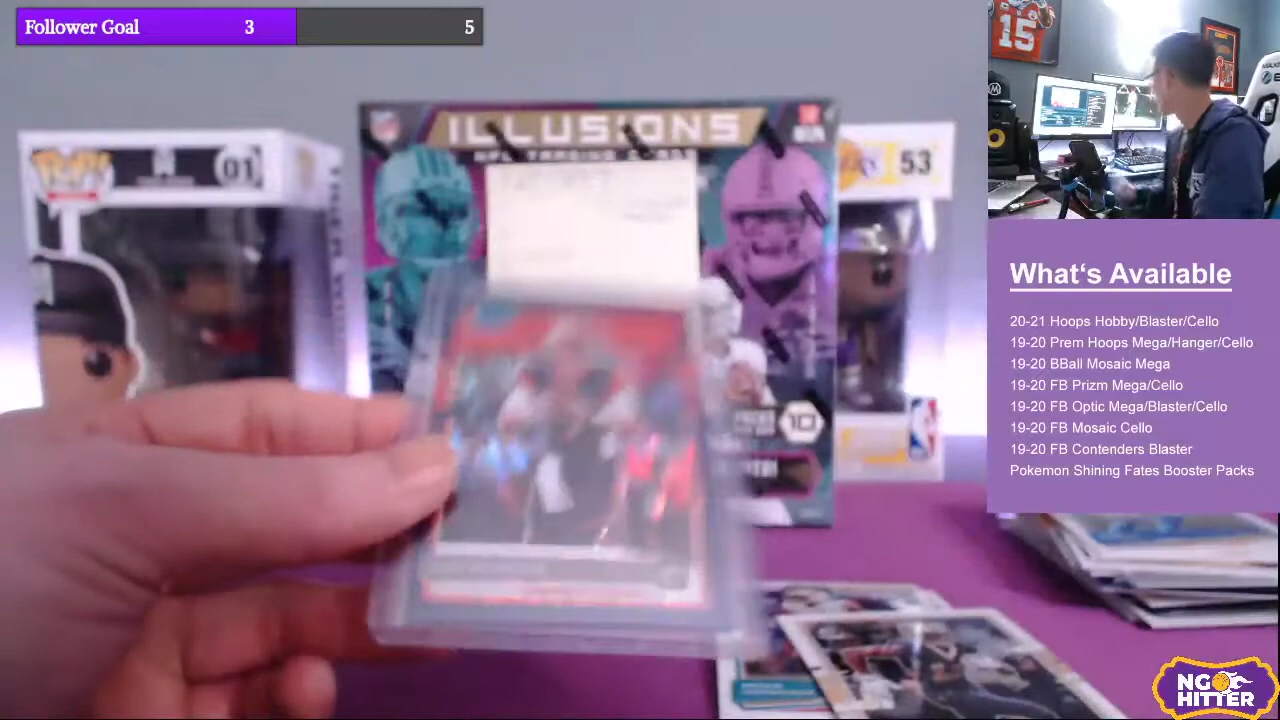 Follower Goal 3 5
15
POP!
01
ILLUSIONS
53
What's Available
20-21 Hoops Hobby/Blaster/Cello
19-20 Prem Hoops Mega/Hanger/Cello
19-20 BBall Mosaic Mega
19-20 FB Prizm Mega/Cello
19-20 FB Optic Mega/Blaster/Cello
19-20 FB Mosaic Cello
19-20 FB Contenders Blaster
Pokemon Shining Fates Booster Packs
10
NGO
HITTER